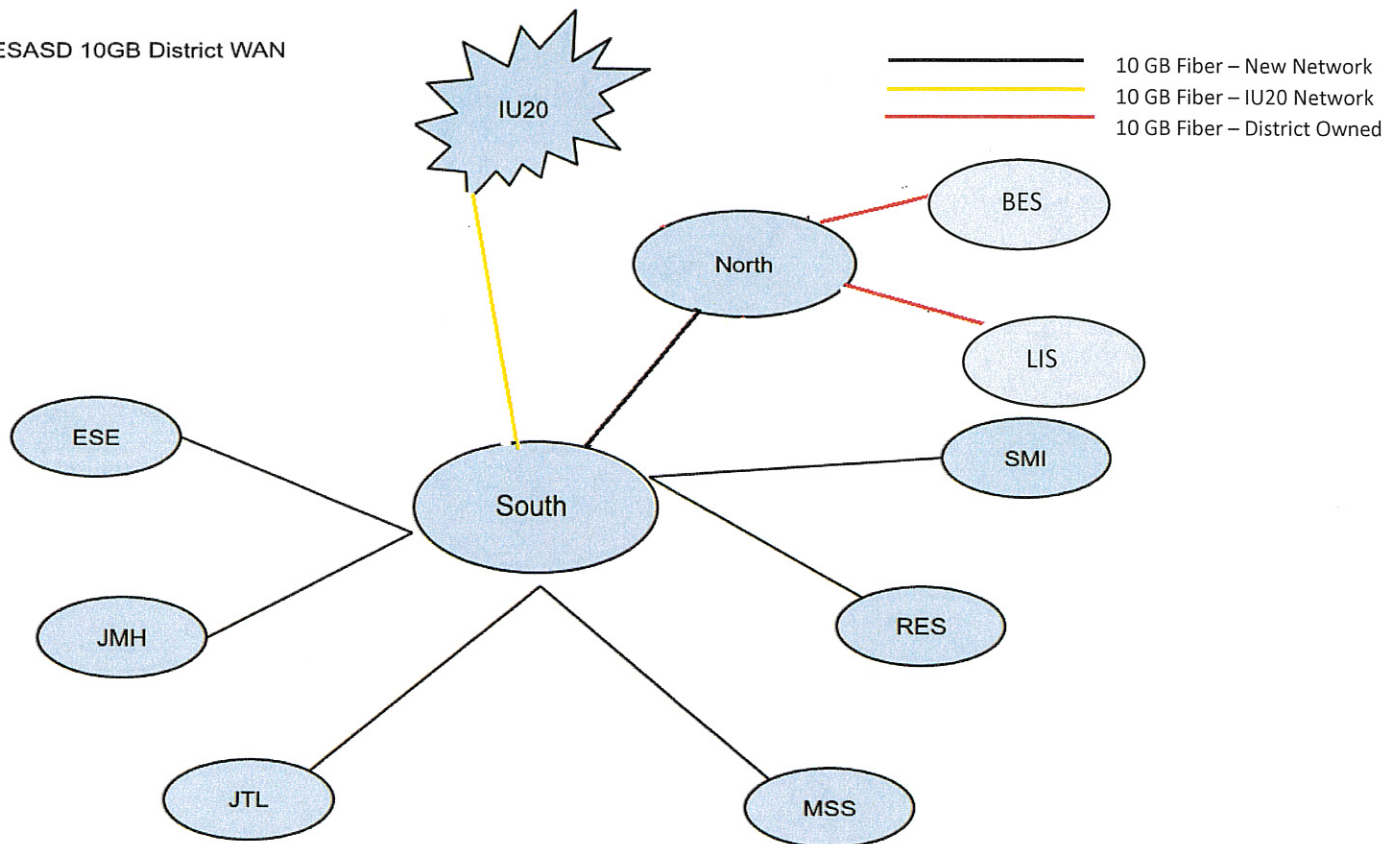 ESASD 10GB District WAN
IU20
10 GB Fiber – New Network
10 GB Fiber – IU20 Network
10 GB Fiber – District Owned
BES
North
LIS
ESE
SMI
South
JMH
RES
JTL
MSS